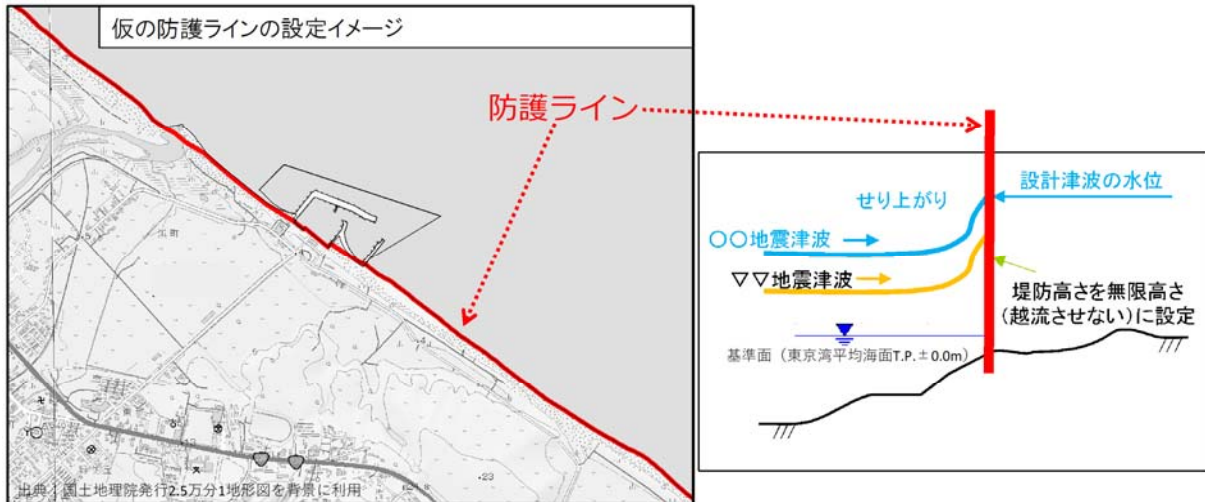 仮の防護ラインの設定イメージ
防護ライン
設計津波の水位
せり上がり
〇〇地震津波
▽▽地震津波
堤防高さを無限高さ
(越流させない)に設定
基準面（東京湾平均海面T.P.±0.0m）
出典：国土地理院発行2.5万分1地形図を背景に利用